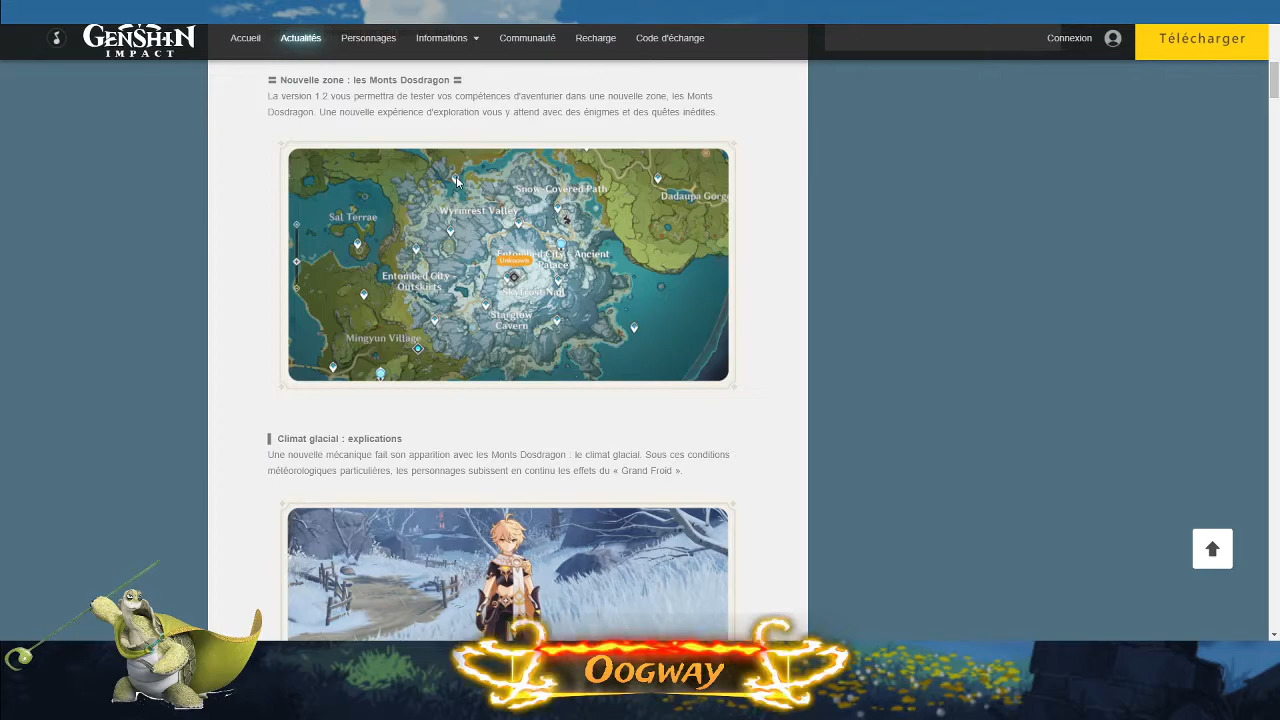 GENSHIN
IMPACT
Accueil
Actualités
Personnages
Informations
Communauté
Recharge
Code d'échange
Connexion
Télécharger
〓 Nouvelle zone : les Monts Dosdragon 〓
La version 1.2 vous permettra de tester vos compétences d'aventurier dans une nouvelle zone, les Monts
Dosdragon. Une nouvelle expérience d'exploration vous y attend avec des énigmes et des quêtes inédites.
Snow-Covered Path
Dadaupa Gorge
Wyrmrest Valley
Sal Terrae
Entombed City - Ancient
Palace
Unknown
Entombed City -
Outskirts
Skyfrost Nail
Starglow
Cavern
Mingyun Village
▌ Climat glacial : explications
Une nouvelle mécanique fait son apparition avec les Monts Dosdragon : le climat glacial. Sous ces conditions
météorologiques particulières, les personnages subissent en continu les effets du « Grand Froid ».
OOGWAY